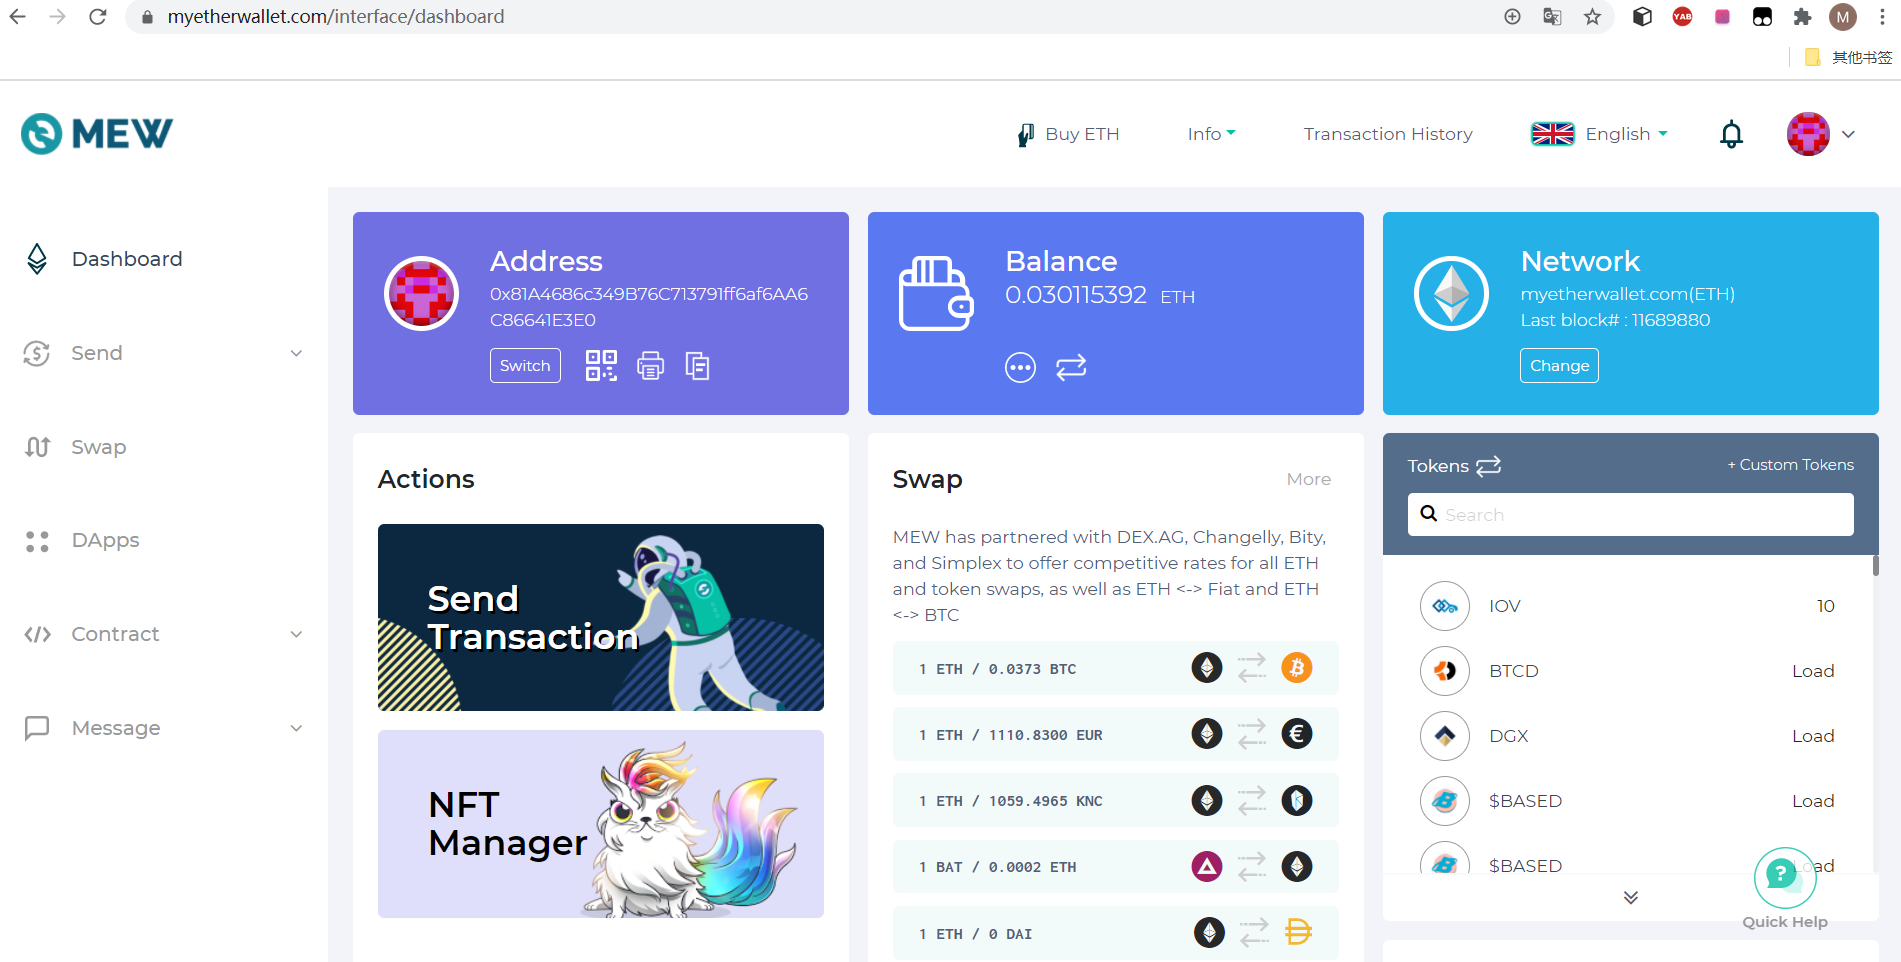 myetherwallet.com/interface/dashboard
YAB
M
其他书签
MEW
Buy ETH
Info
Transaction History
English
Dashboard
Send
Swap
DApps
Contract
Message
Address
0x81A4686c349B76C713791ff6af6AA6
C86641E3E0
Switch
Balance
0.030115392 ETH
Network
myetherwallet.com(ETH)
Last block# : 11689880
Change
Actions
Send
Transaction
NFT
Manager
Swap
More
MEW has partnered with DEX.AG, Changelly, Bity,
and Simplex to offer competitive rates for all ETH
and token swaps, as well as ETH <-> Fiat and ETH
<-> BTC
1 ETH / 0.0373 BTC
1 ETH / 1110.8300 EUR
1 ETH / 1059.4965 KNC
1 BAT / 0.0002 ETH
1 ETH / 0 DAI
Tokens
+ Custom Tokens
Search
IOV 10
BTCD Load
DGX Load
$BASED Load
$BASED Load
Quick Help